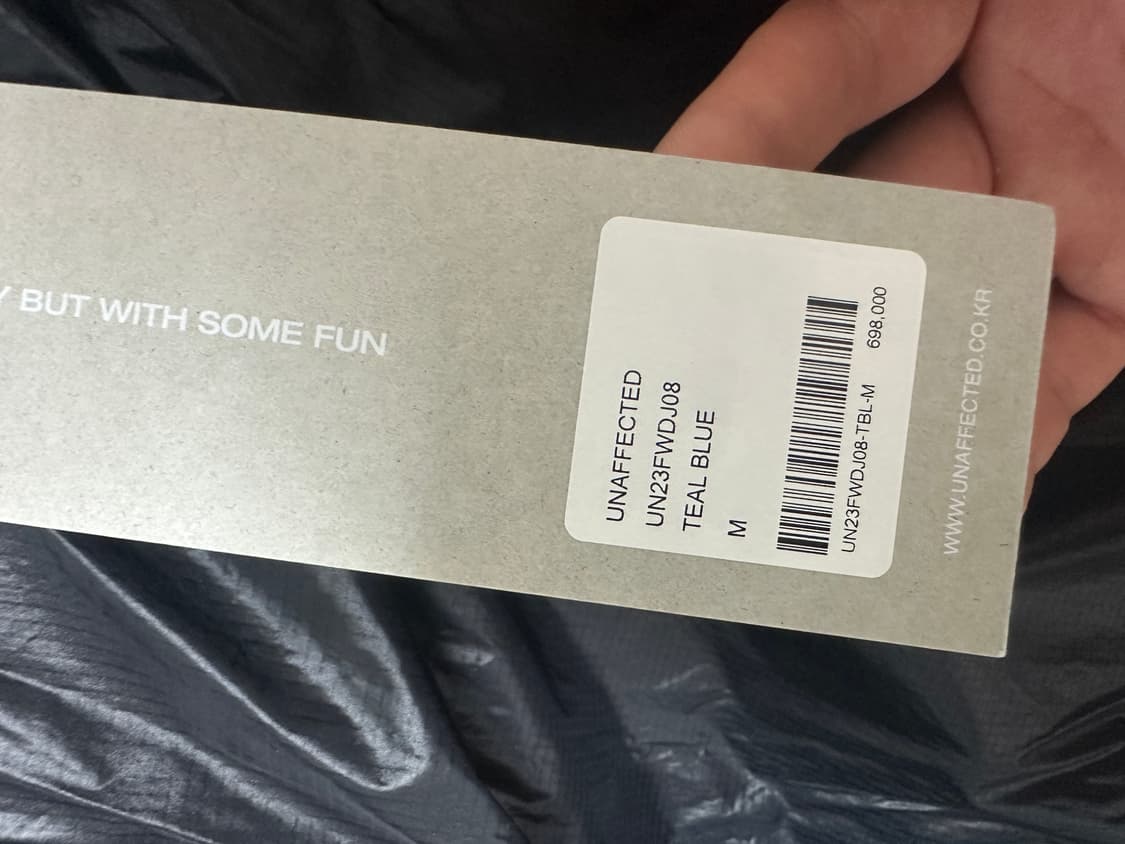 BUT WITH SOME FUN
UNAFFECTED
UN23FWDJ08
TEAL BLUE
M
UN23FWDJ08-TBL-M 698,000
WWW.UNAFFECTED.CO.KR